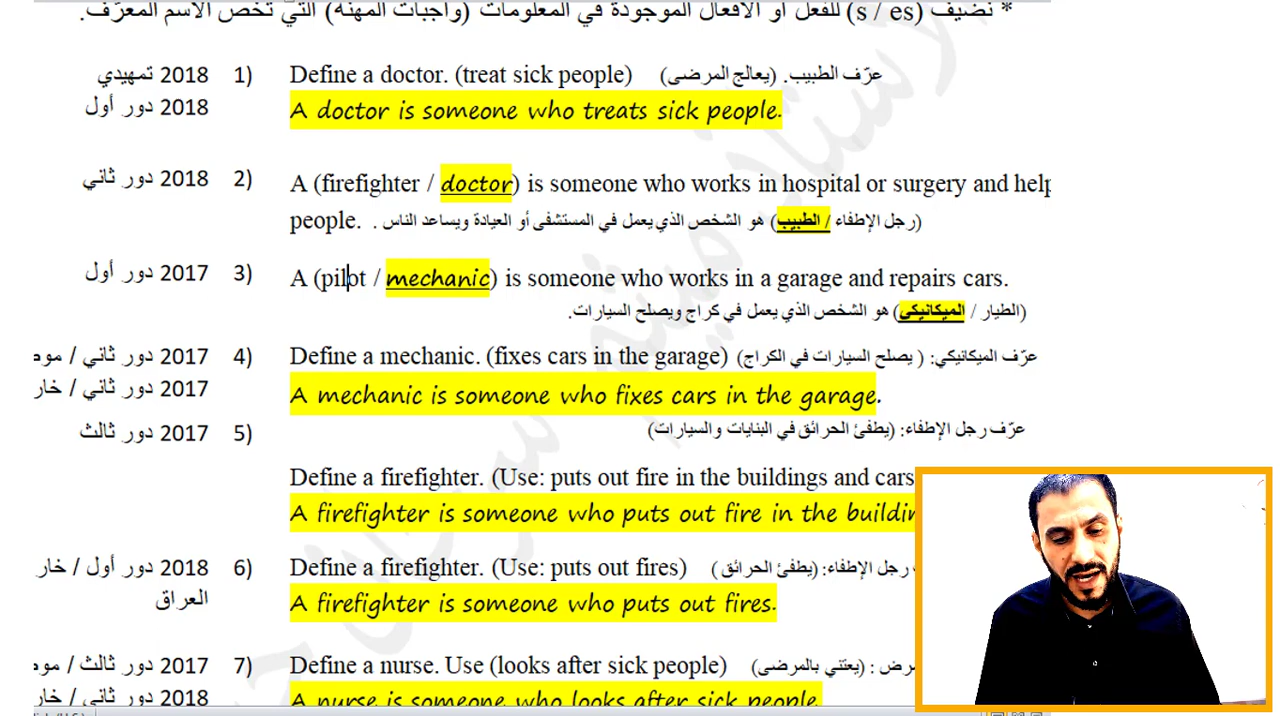 * نضيف (s / es) للفعل او الافعال الموجودة في المعلومات (واجبات المهنة) التي تخص الاسم المعرّف.
2018 تمهيدي 1) Define a doctor. (treat sick people) عرّف الطبيب. (يعالج المرضى)
2018 دور أول A doctor is someone who treats sick people.
2018 دور ثاني 2) A (firefighter / doctor) is someone who works in hospital or surgery and help
people. (رجل الإطفاء / الطبيب) هو الشخص الذي يعمل في المستشفى أو العيادة ويساعد الناس .
2017 دور أول 3) A (pilot / mechanic) is someone who works in a garage and repairs cars.
(الطيار / الميكانيكي) هو الشخص الذي يعمل في كراج ويصلح السيارات.
2017 دور ثاني / موص 4) Define a mechanic. (fixes cars in the garage) عرّف الميكانيكي: ( يصلح السيارات في الكراج)
2017 دور ثاني / خار A mechanic is someone who fixes cars in the garage.
2017 دور ثالث 5) عرّف رجل الإطفاء: (يطفئ الحرائق في البنايات والسيارات)
Define a firefighter. (Use: puts out fire in the buildings and cars
A firefighter is someone who puts out fire in the buildin
2018 دور أول / خار 6) Define a firefighter. (Use: puts out fires) رجل الإطفاء: (يطفئ الحرائق )
العراق A firefighter is someone who puts out fires.
2017 دور ثالث / موص 7) Define a nurse. Use (looks after sick people) مرض : (يعتني بالمرضى)
2018 دور ثاني / خار A nurse is someone who looks after sick people